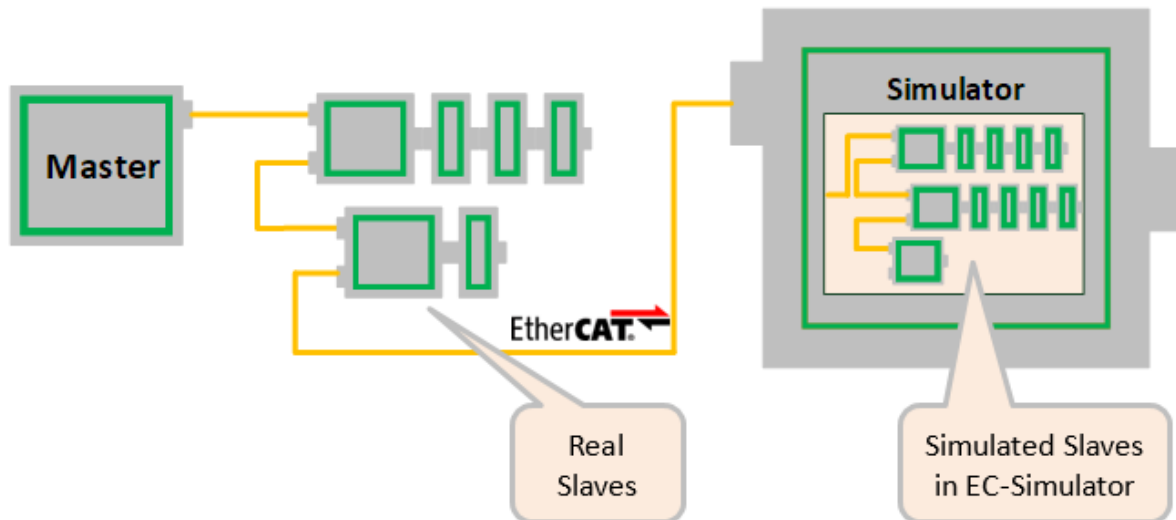 Master
Simulator
EtherCAT®
Real
Slaves
Simulated Slaves
in EC-Simulator